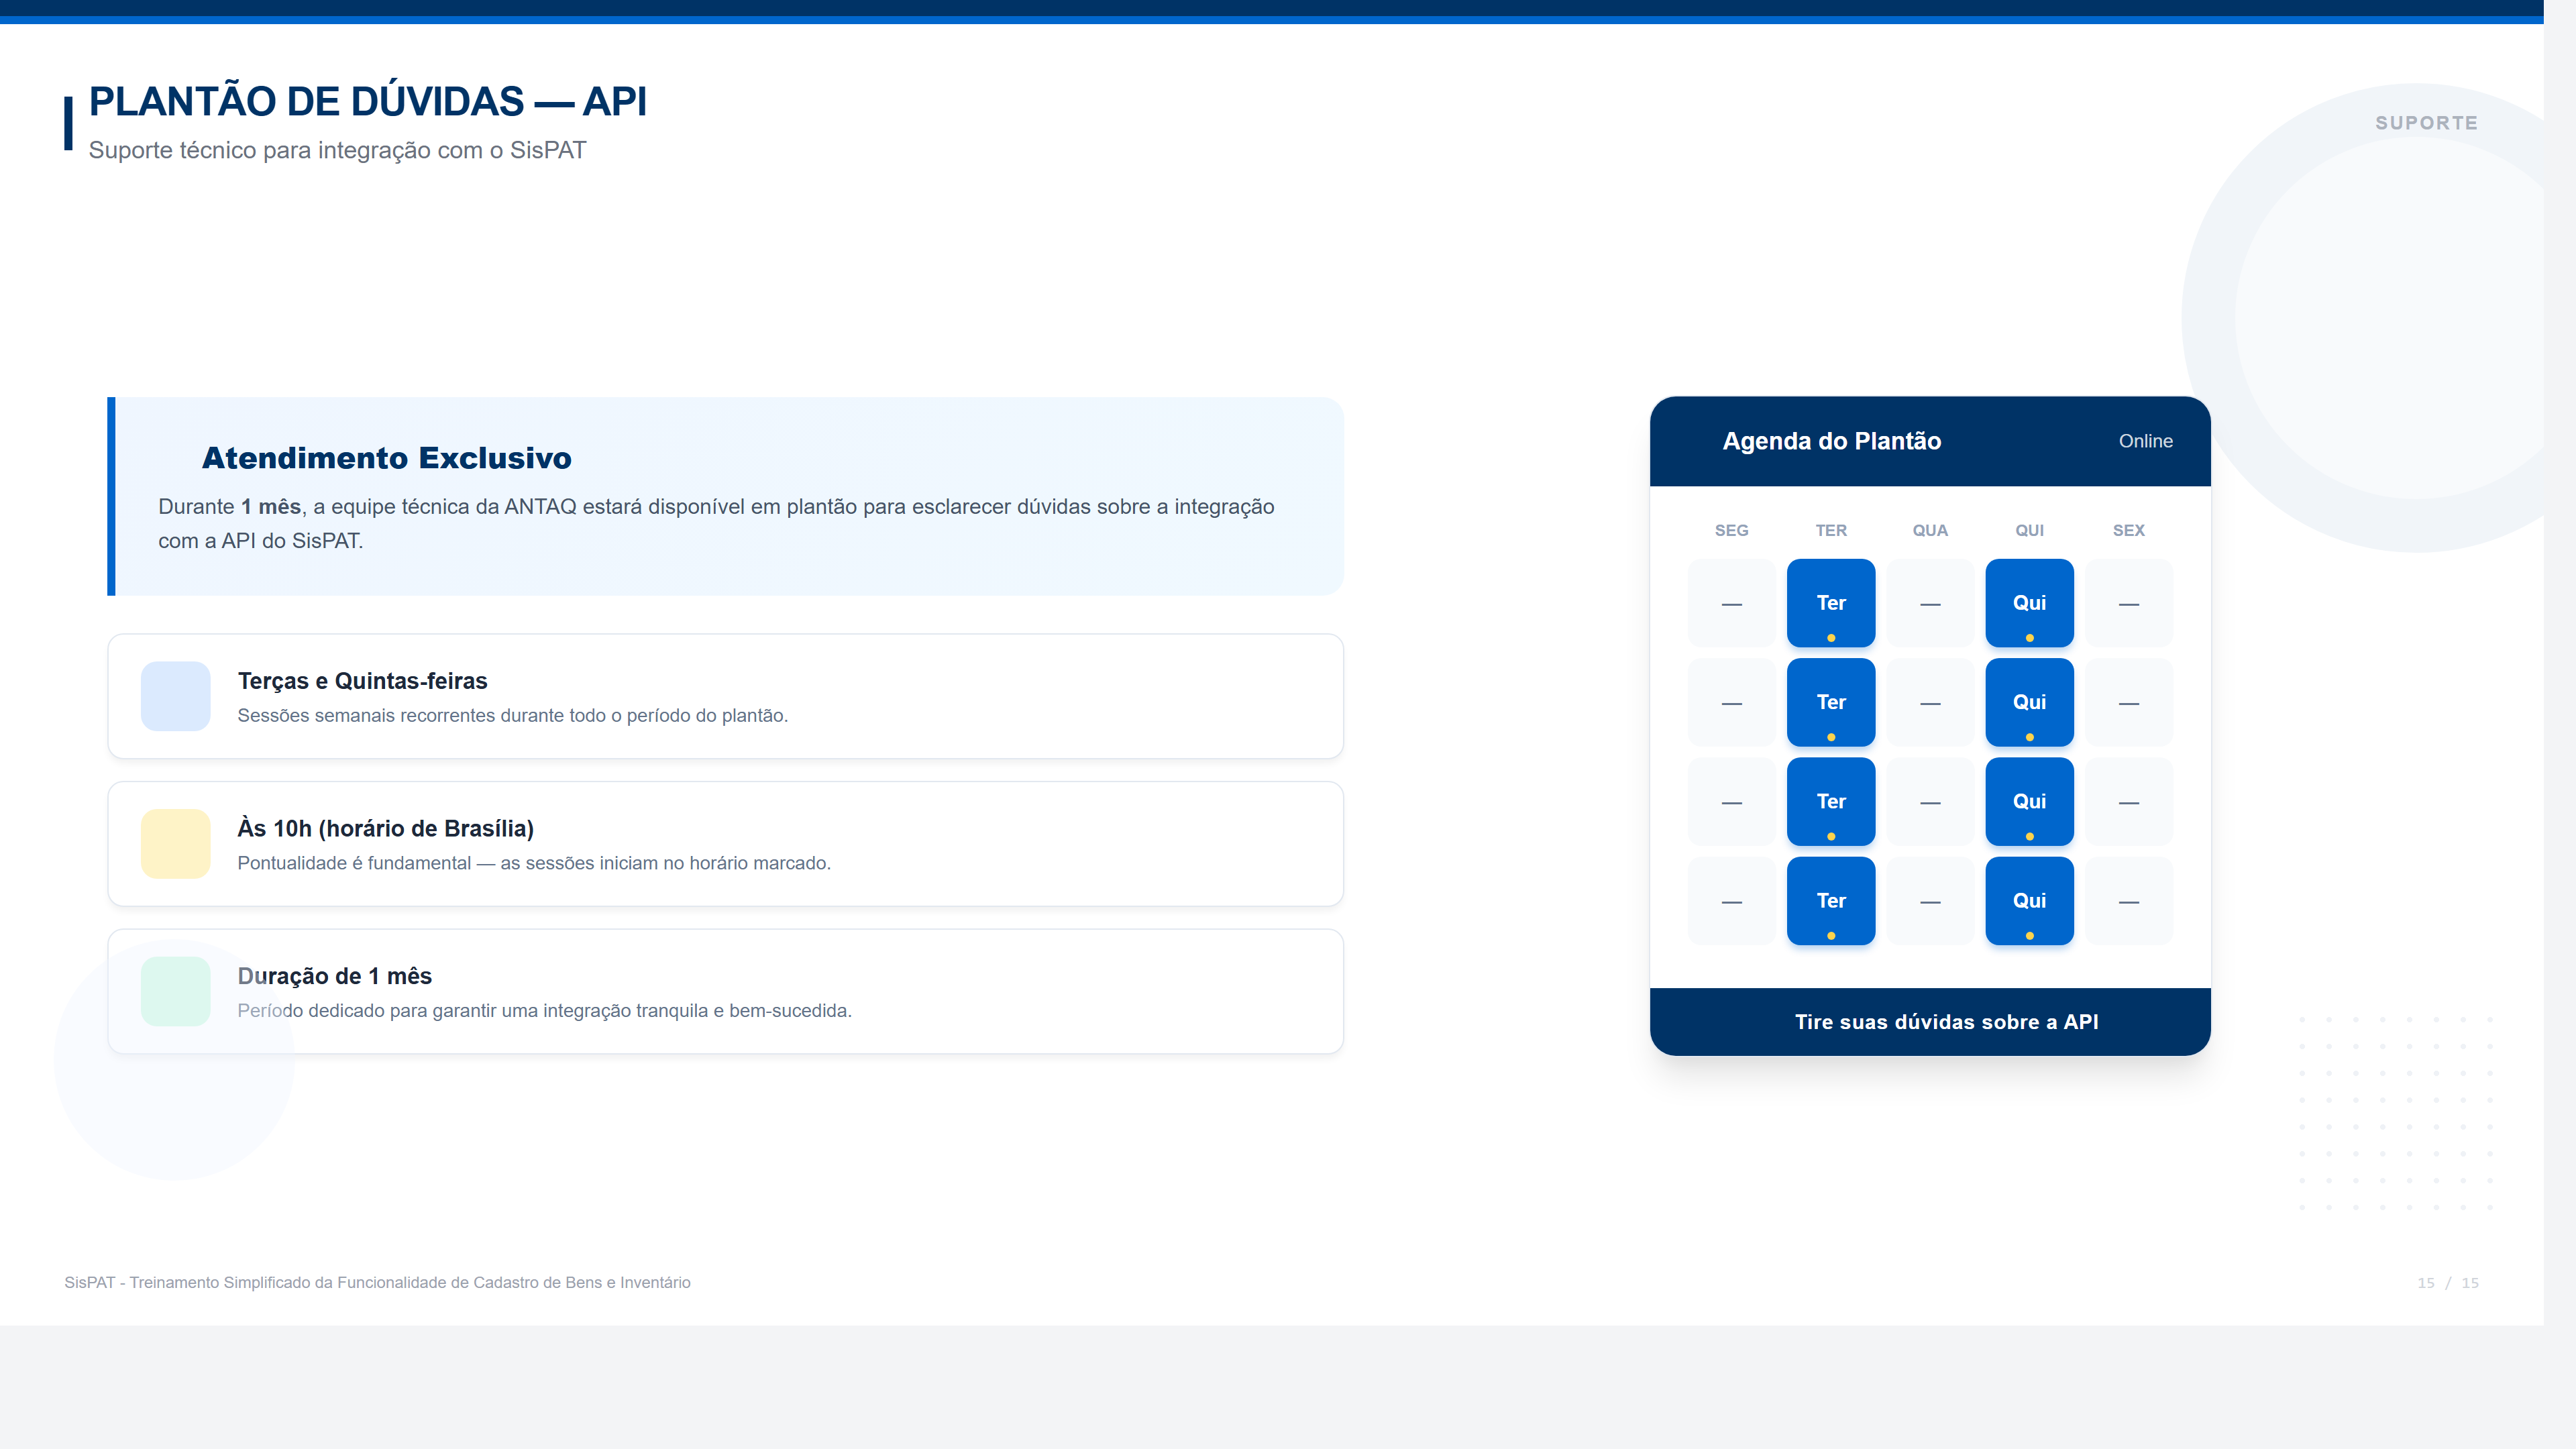 PLANTÃO DE DÚVIDAS — API
Suporte técnico para integração com o SisPAT
SUPORTE
Atendimento Exclusivo
Durante 1 mês, a equipe técnica da ANTAQ estará disponível em plantão para esclarecer dúvidas sobre a integração
com a API do SisPAT.
Terças e Quintas-feiras
Sessões semanais recorrentes durante todo o período do plantão.
Às 10h (horário de Brasília)
Pontualidade é fundamental — as sessões iniciam no horário marcado.
Duração de 1 mês
Período dedicado para garantir uma integração tranquila e bem-sucedida.
Agenda do Plantão Online
SEG TER QUA QUI SEX
— Ter — Qui —
— Ter — Qui —
— Ter — Qui —
— Ter — Qui —
Tire suas dúvidas sobre a API
SisPAT - Treinamento Simplificado da Funcionalidade de Cadastro de Bens e Inventário
15 / 15